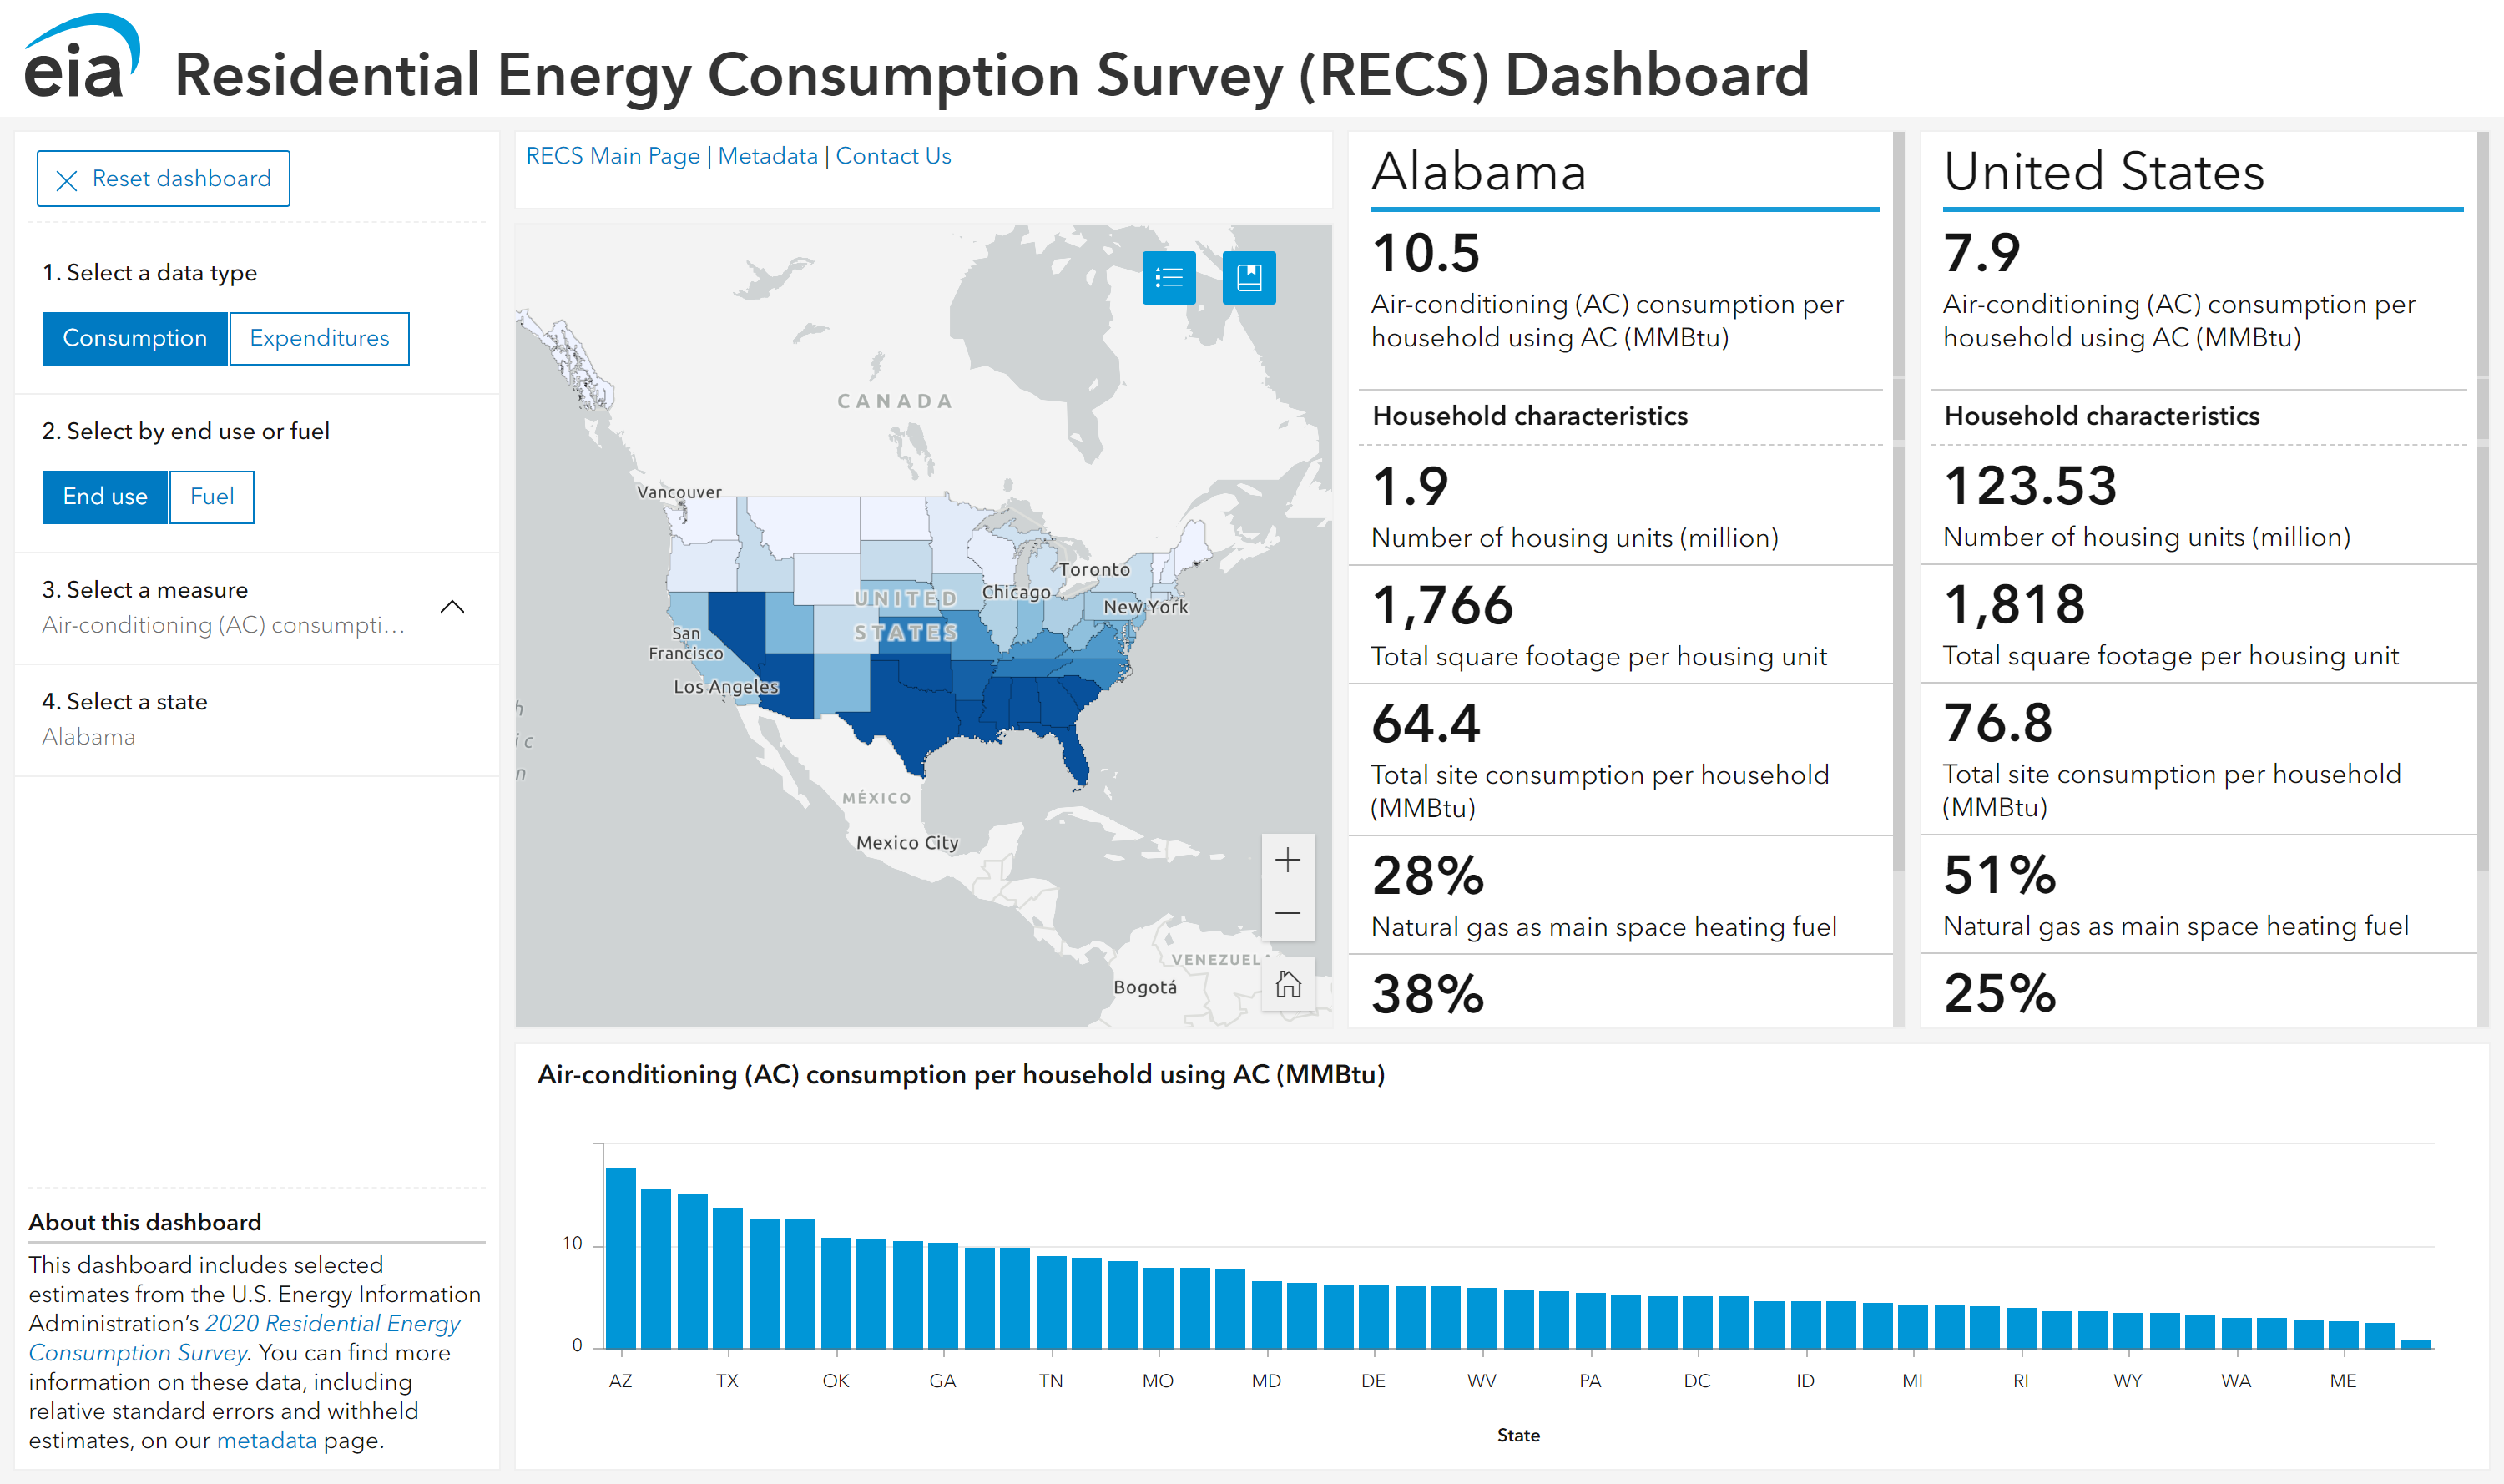 eia
Residential Energy Consumption Survey (RECS) Dashboard
Reset dashboard
1. Select a data type
Consumption
Expenditures
2. Select by end use or fuel
End use
Fuel
3. Select a measure
Air-conditioning (AC) consumpti...
4. Select a state
Alabama
About this dashboard
This dashboard includes selected
estimates from the U.S. Energy Information
Administration's 2020 Residential Energy
Consumption Survey. You can find more
information on these data, including
relative standard errors and withheld
estimates, on our metadata page.
RECS Main Page | Metadata | Contact Us
CANADA
Vancouver
Toronto
Chicago
New York
UNITED
STATES
San
Francisco
Los Angeles
h
i c
n
MÉXICO
Mexico City
VENEZUEL
Bogotá
Alabama
10.5
Air-conditioning (AC) consumption per
household using AC (MMBtu)
Household characteristics
1.9
Number of housing units (million)
1,766
Total square footage per housing unit
64.4
Total site consumption per household
(MMBtu)
28%
Natural gas as main space heating fuel
38%
United States
7.9
Air-conditioning (AC) consumption per
household using AC (MMBtu)
Household characteristics
123.53
Number of housing units (million)
1,818
Total square footage per housing unit
76.8
Total site consumption per household
(MMBtu)
51%
Natural gas as main space heating fuel
25%
Air-conditioning (AC) consumption per household using AC (MMBtu)
10
0
AZ TX OK GA TN MO MD DE WV PA DC ID MI RI WY WA ME
State